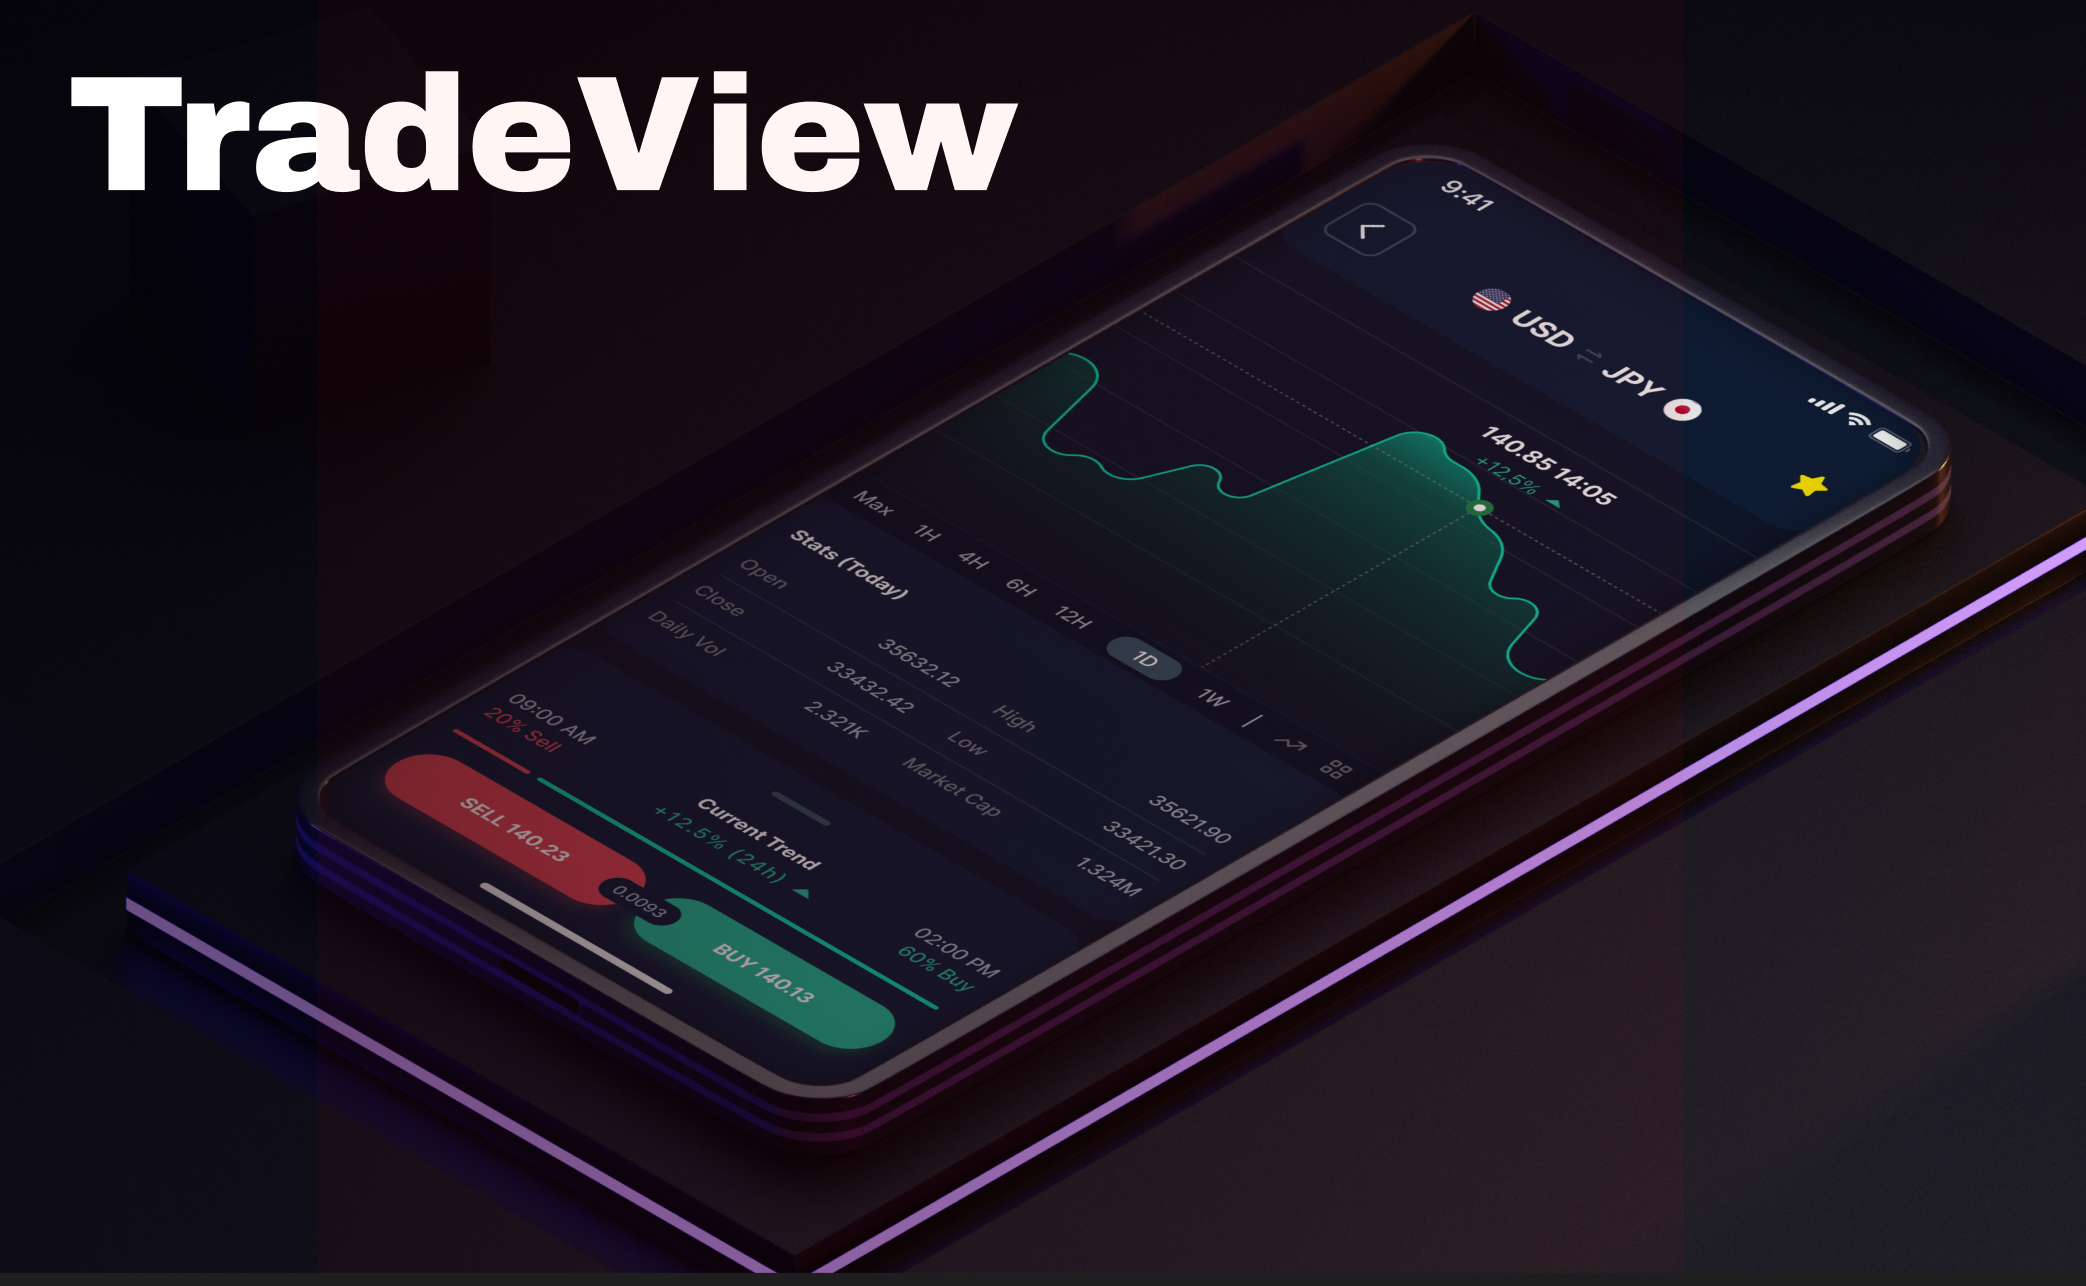 TradeView
9:41
USD JPY
140.85 14:05
+12,5%
Max 1H 4H 6H 12H 1D 1W
Stats (Today)
Open 35632.12 High 35621.90
Close 33432.42 Low 33421.30
Daily Vol 2.321K Market Cap 1.324M
Current Trend
09:00 AM +12.5% (24h) 02:00 PM
20% Sell 60% Buy
SELL 140.23 0.0093 BUY 140.13